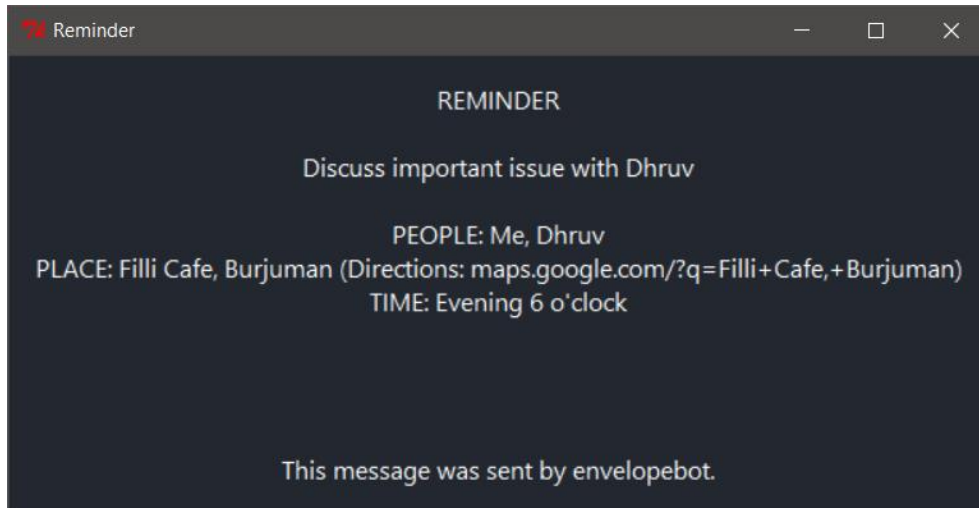 Reminder
REMINDER
Discuss important issue with Dhruv
PEOPLE: Me, Dhruv
PLACE: Filli Cafe, Burjuman (Directions: maps.google.com/?q=Filli+Cafe,+Burjuman)
TIME: Evening 6 o'clock
This message was sent by envelopebot.